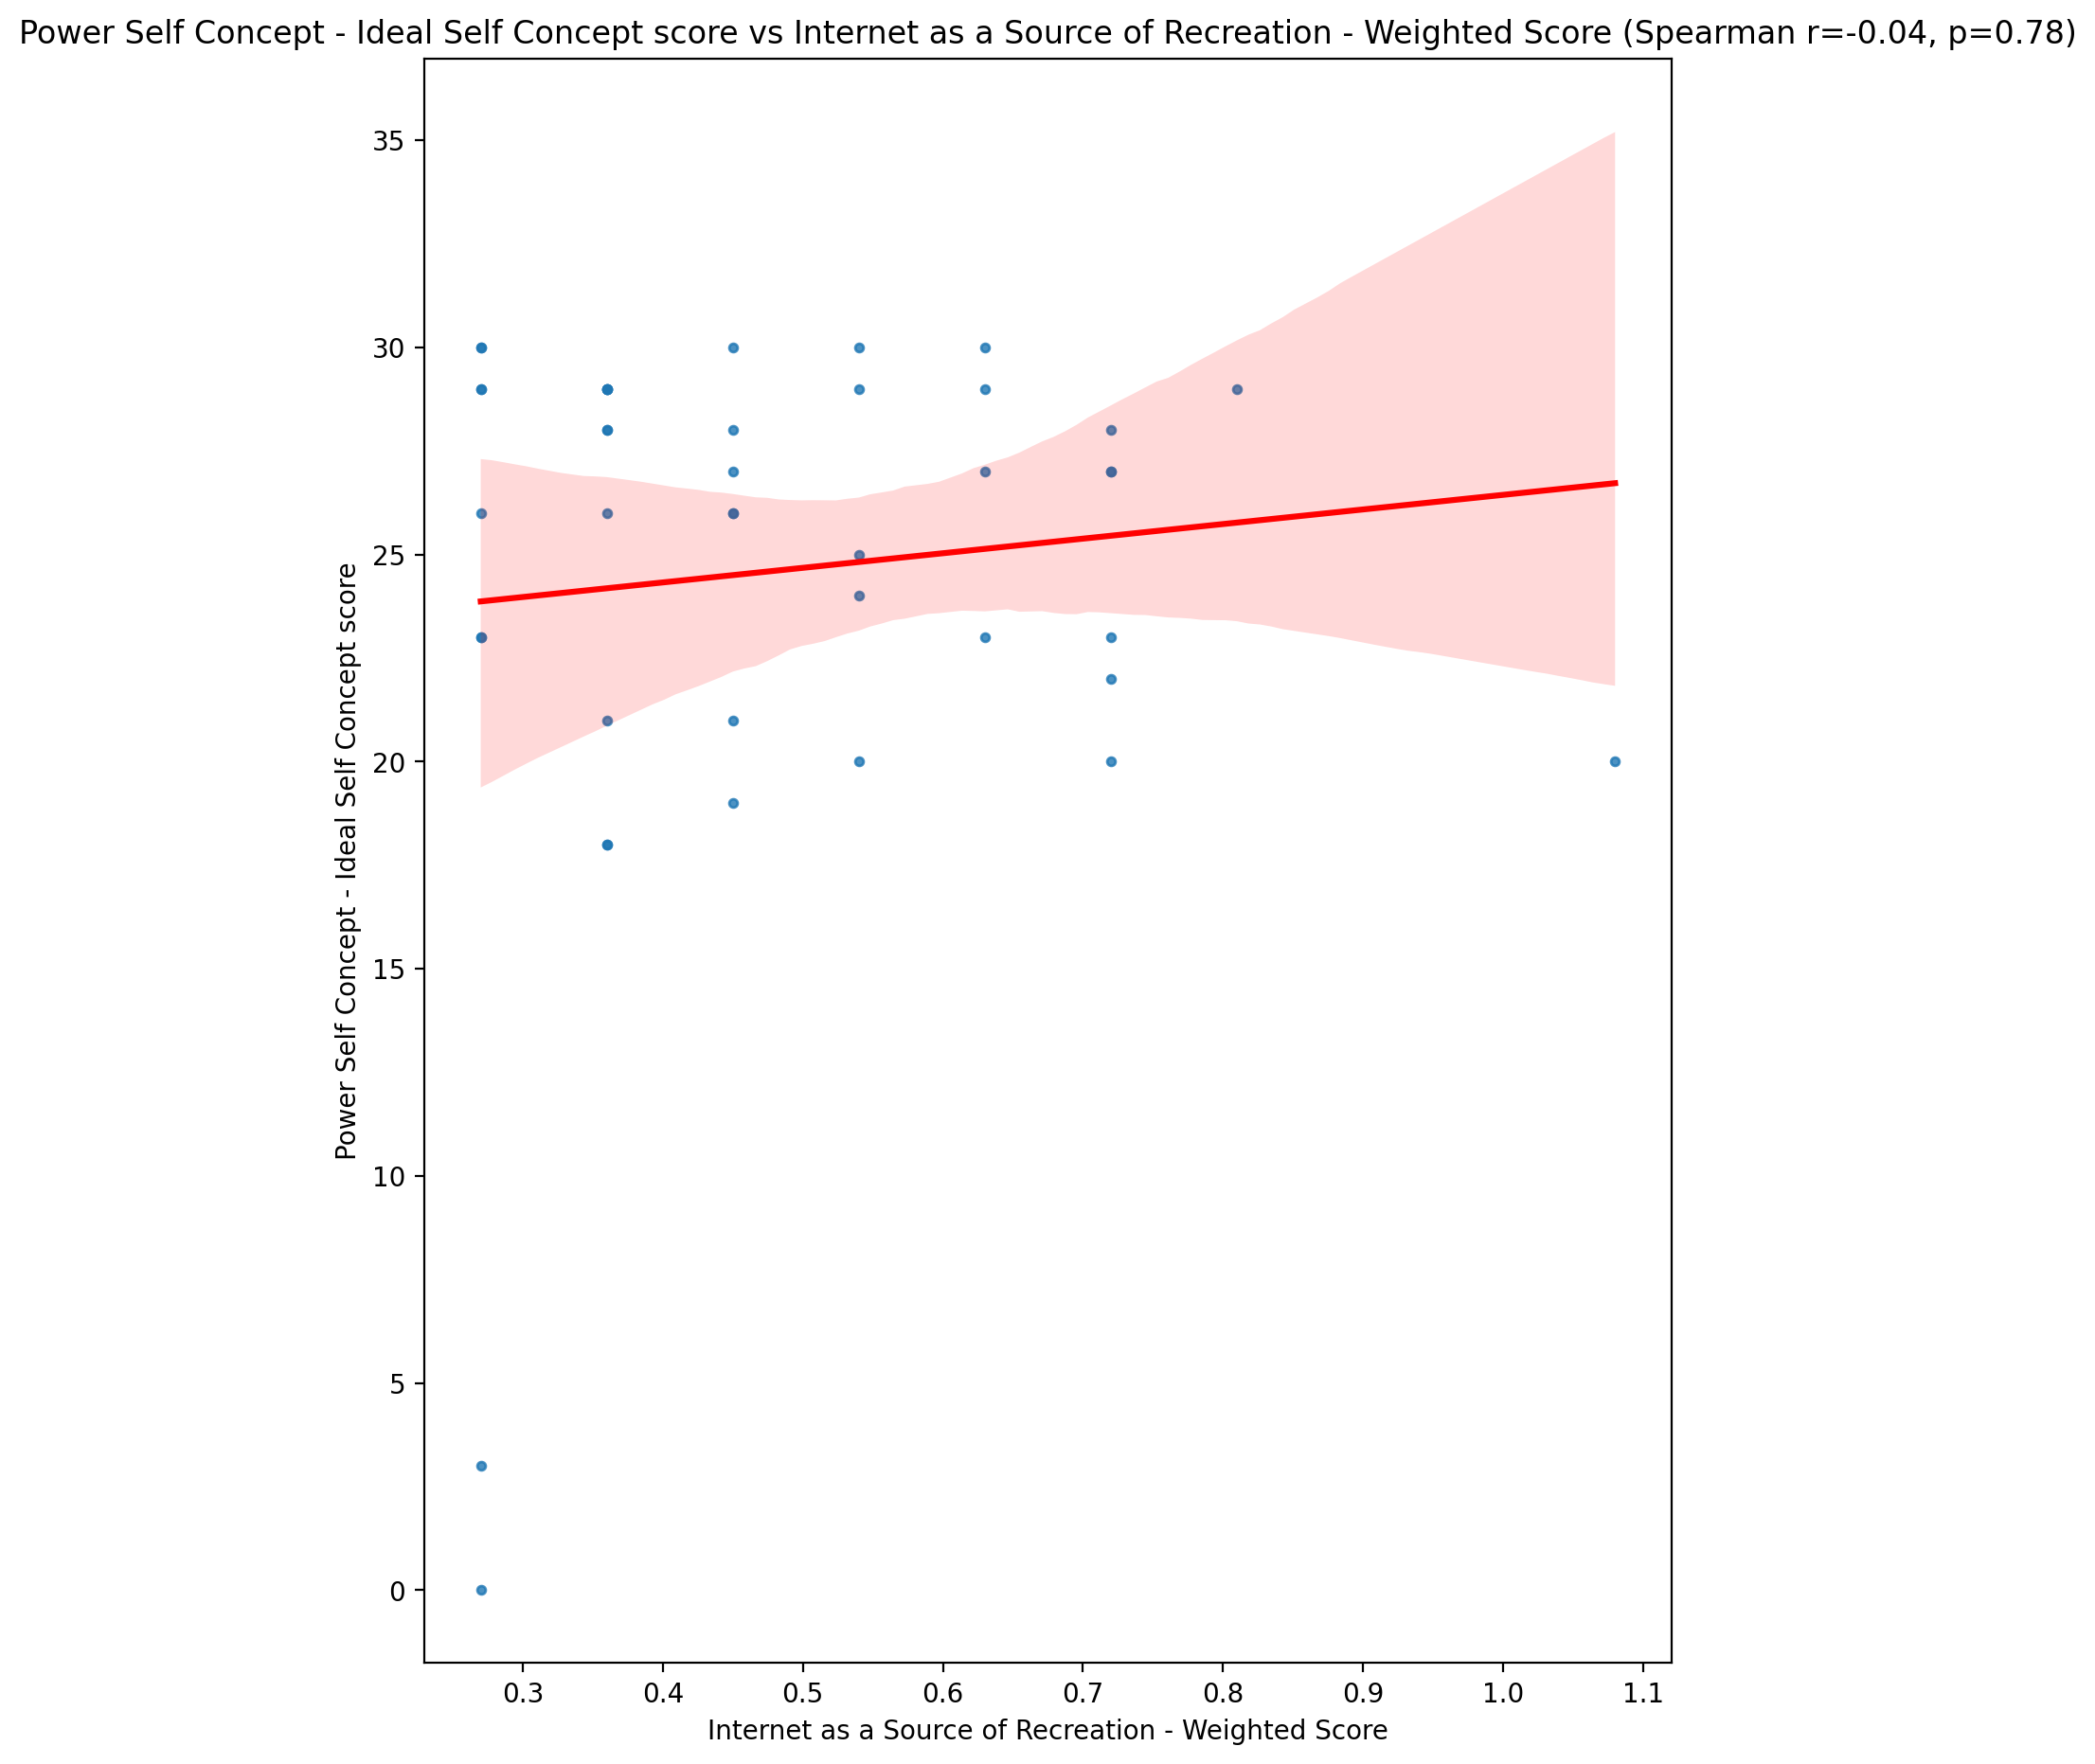 Power Self Concept - Ideal Self Concept score vs Internet as a Source of Recreation - Weighted Score (Spearman r=-0.04, p=0.78)
Power Self Concept - Ideal Self Concept score
35
30
25
20
15
10
5
0
0.3 0.4 0.5 0.6 0.7 0.8 0.9 1.0 1.1
Internet as a Source of Recreation - Weighted Score